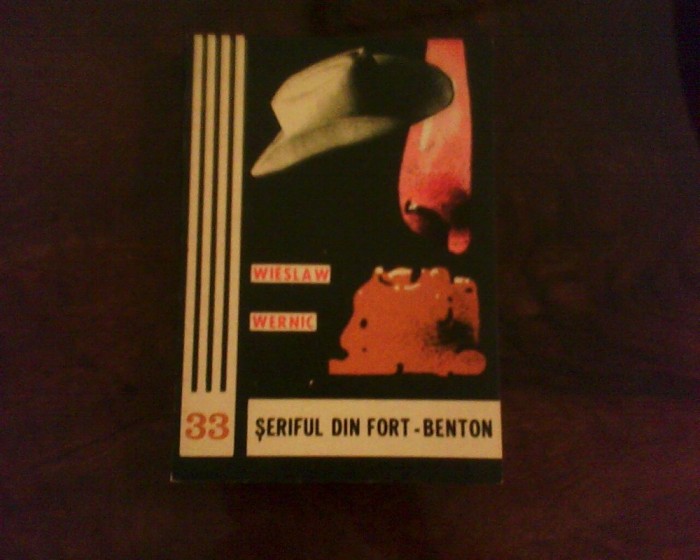 WIESLAW
WERNIC
33
ŞERIFUL DIN FORT-BENTON